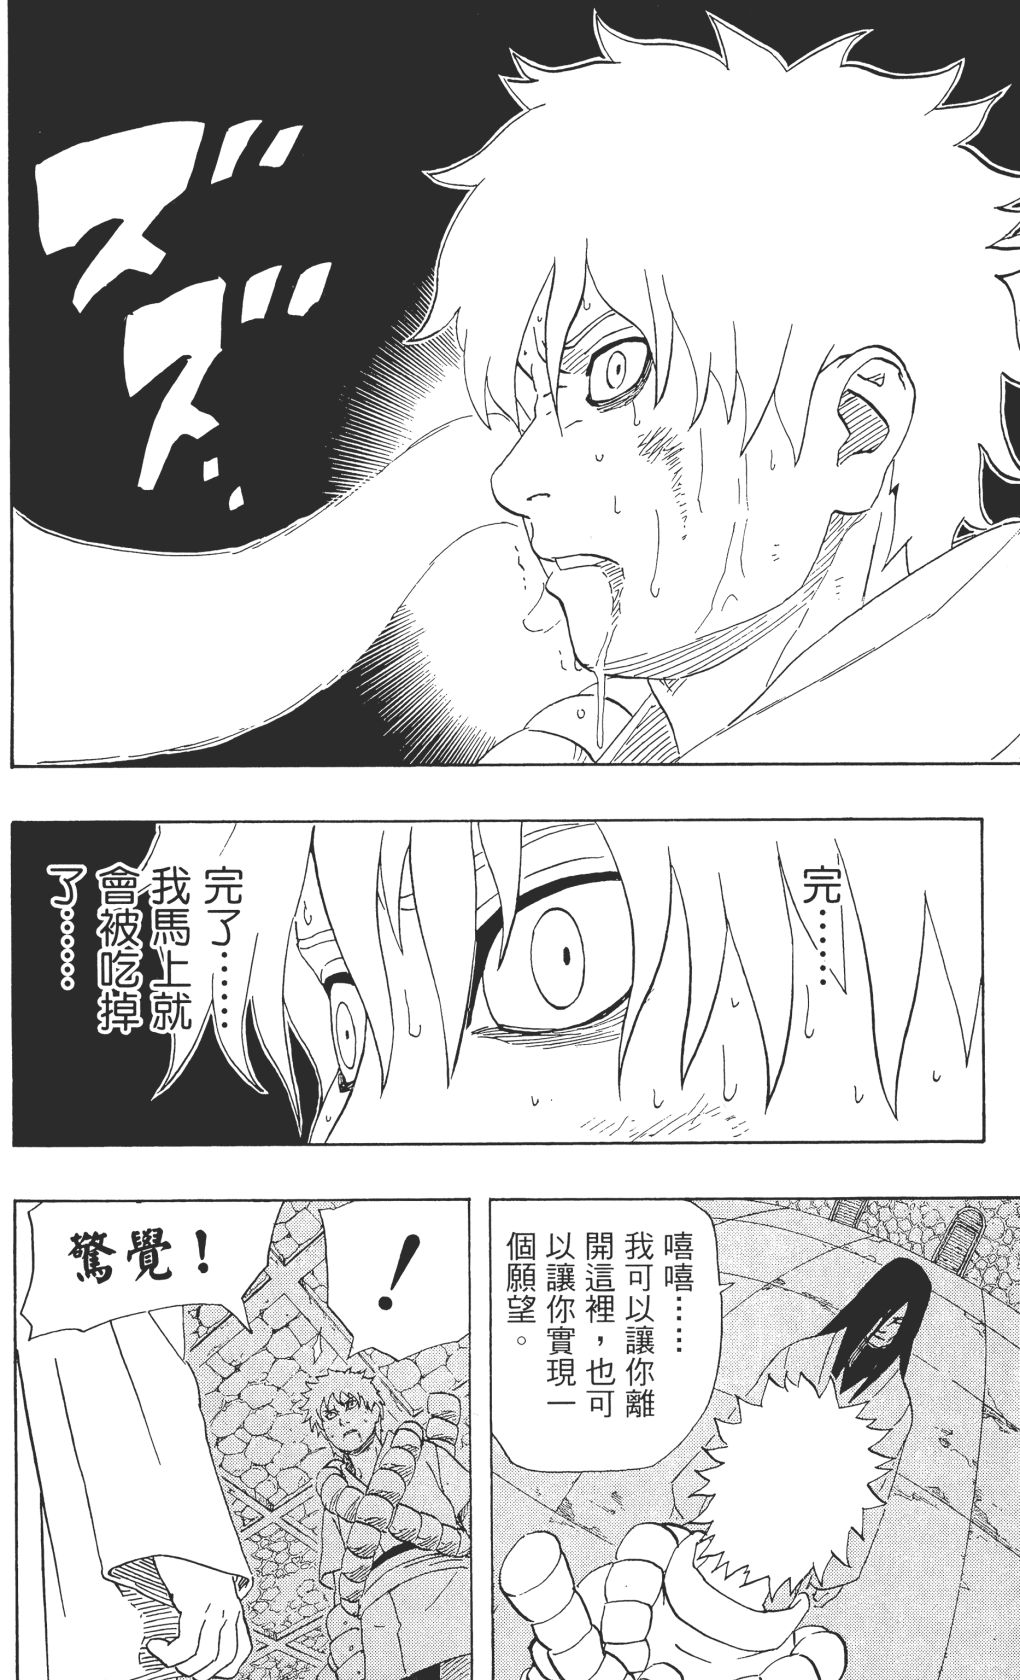 ズズ
完……
完了……
我馬上就
會被吃掉
了……
嘻嘻……
我可以讓你離
開這裡，也可
以讓你實現一
個願望。
！
驚覺！